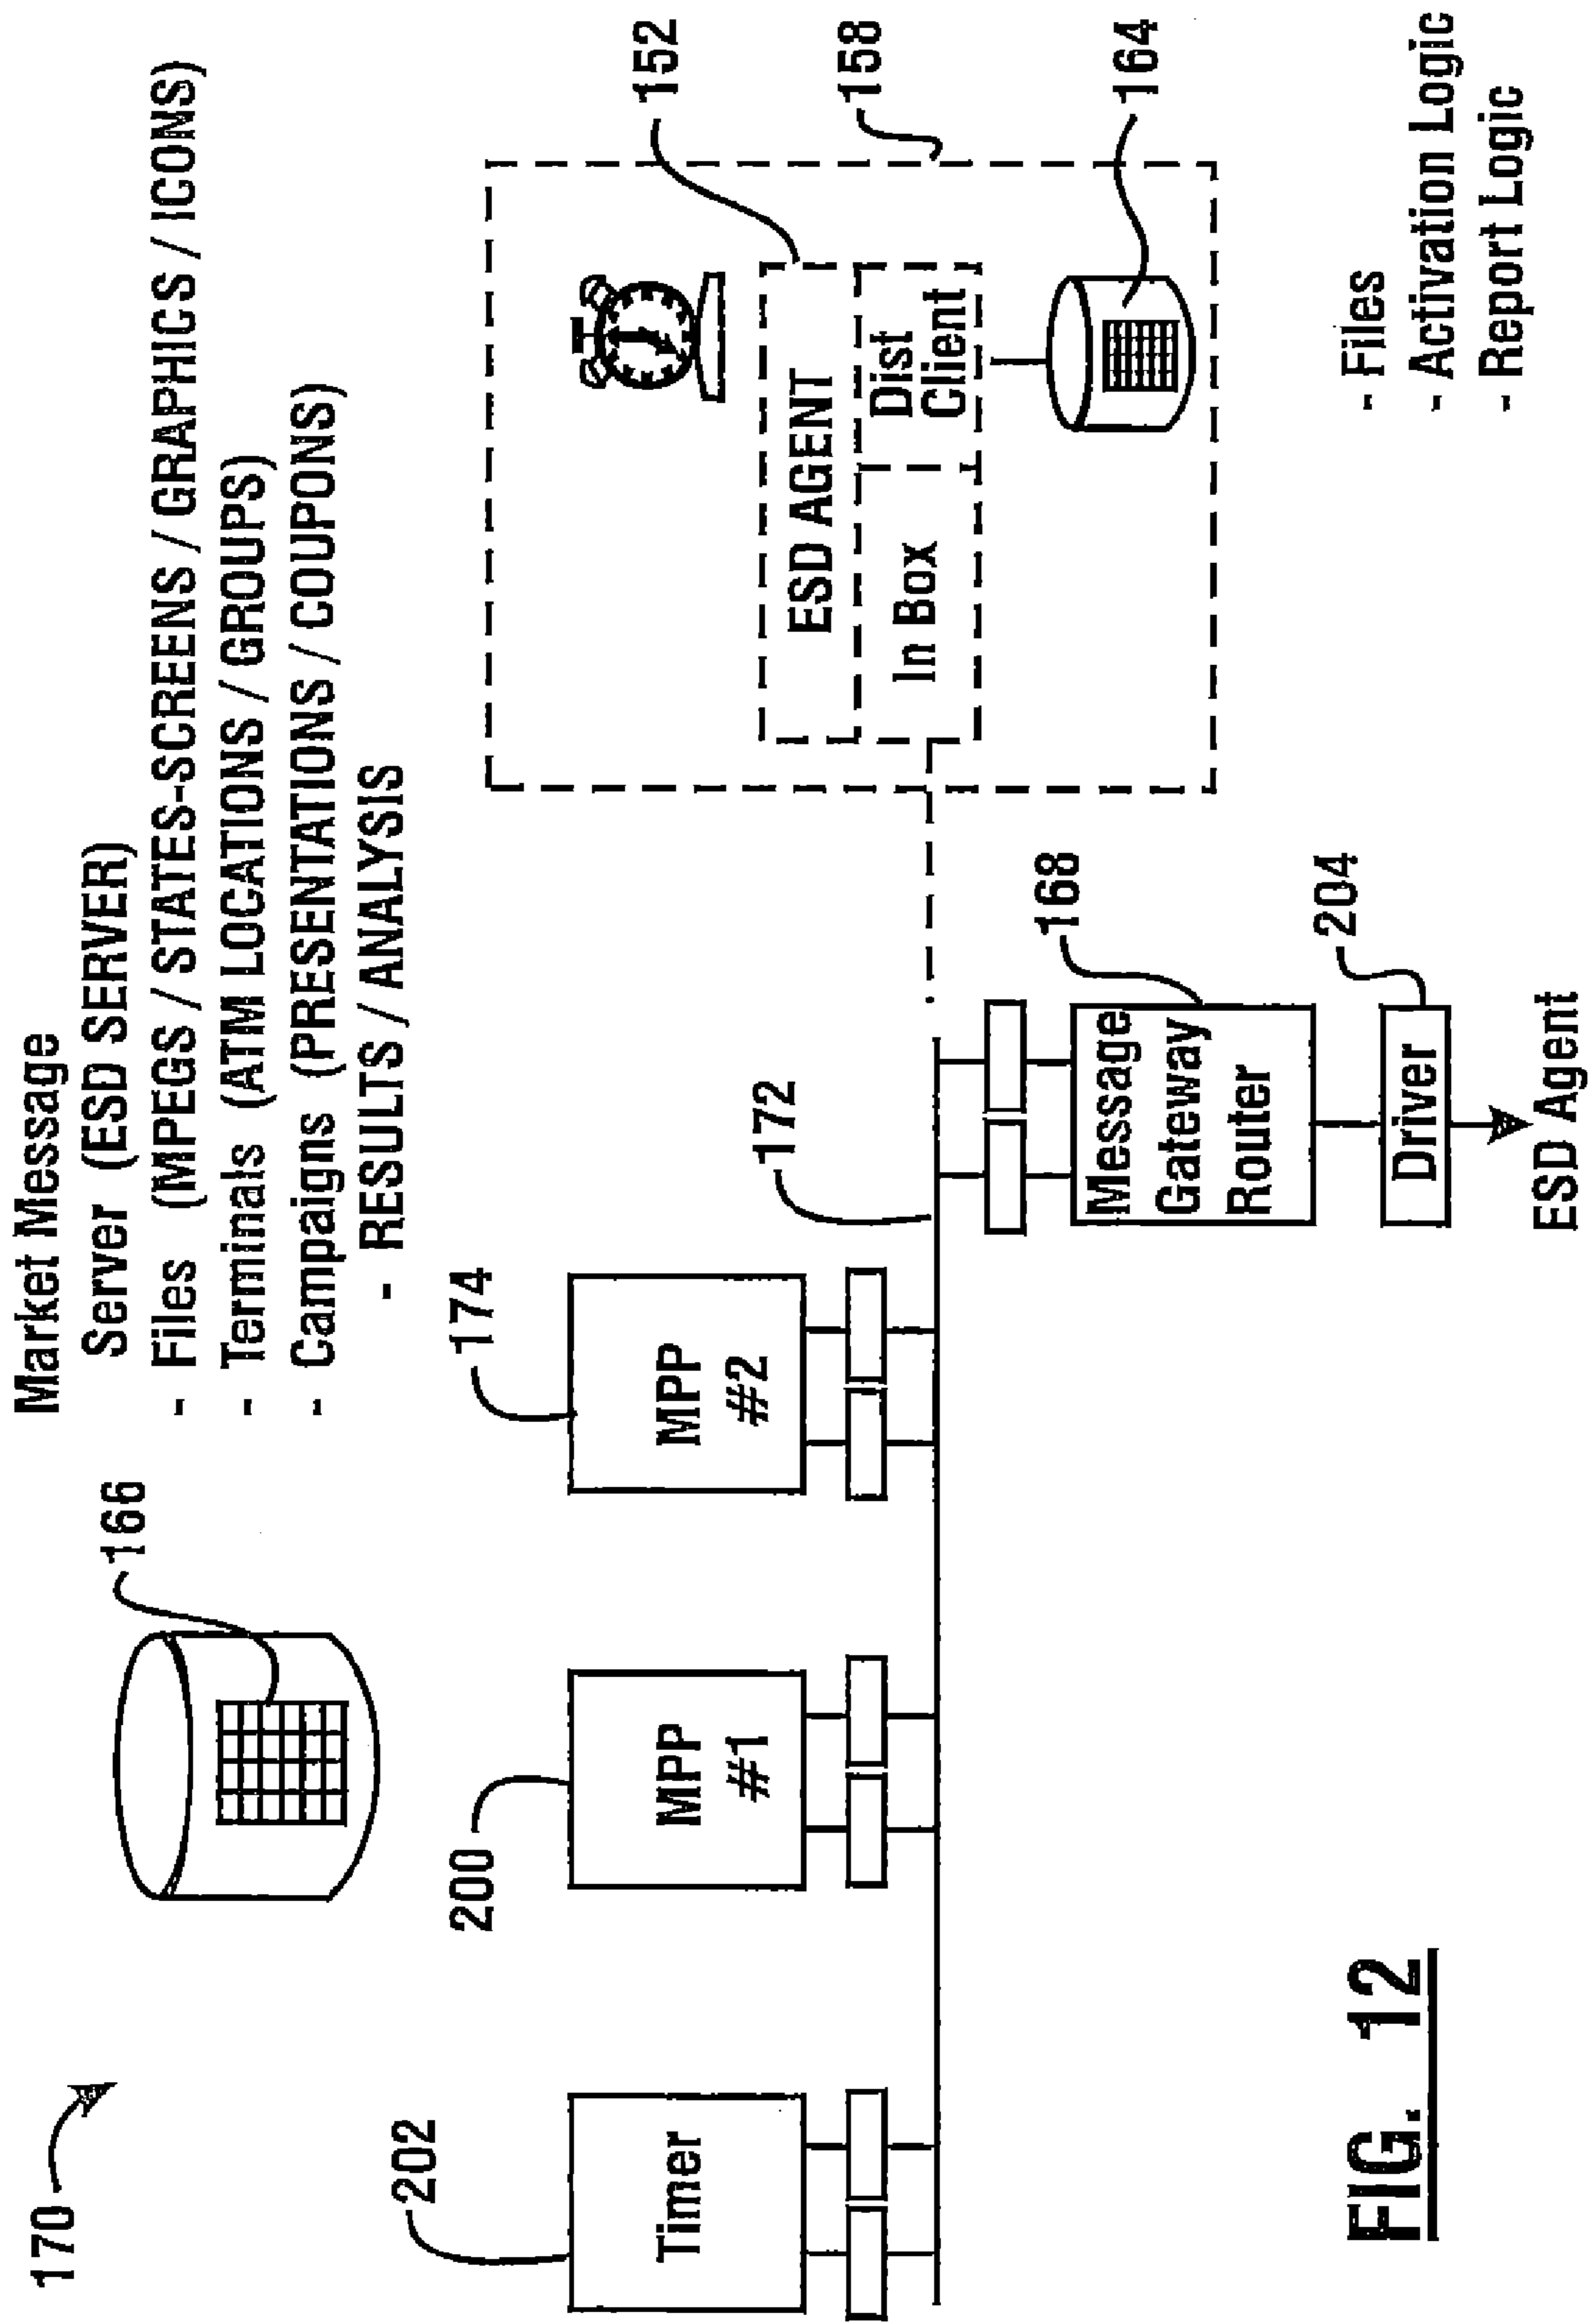 170
166
Market Message
Server (ESD SERVER)
- Files (MPEGS / STATES-SCREENS / GRAPHICS / ICONS)
- Terminals (ATM LOCATIONS / GROUPS)
- Campaigns (PRESENTATIONS / COUPONS)
- RESULTS / ANALYSIS
202
200
174
Timer
MPP
#1
MPP
#2
172
152
158
ESD AGENT
In Box
Dist
Client
164
168
Message
Gateway
Router
204
Driver
ESD Agent
- Files
- Activation Logic
- Report Logic
FIG. 12